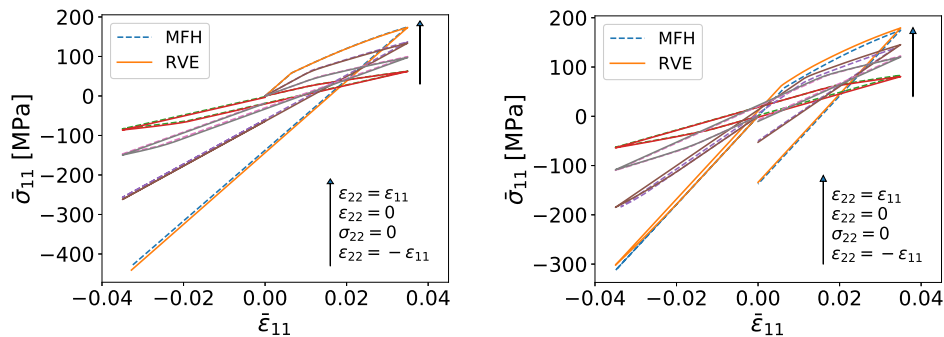 200
100
0
−100
−200
−300
−400
σ̄₁₁ [MPa]
MFH
RVE
ε₂₂ = ε₁₁
ε₂₂ = 0
σ₂₂ = 0
ε₂₂ = − ε₁₁
−0.04 −0.02 0.00 0.02 0.04
ε̄₁₁
200
100
0
−100
−200
−300
σ̄₁₁ [MPa]
MFH
RVE
ε₂₂ = ε₁₁
ε₂₂ = 0
σ₂₂ = 0
ε₂₂ = − ε₁₁
−0.04 −0.02 0.00 0.02 0.04
ε̄₁₁